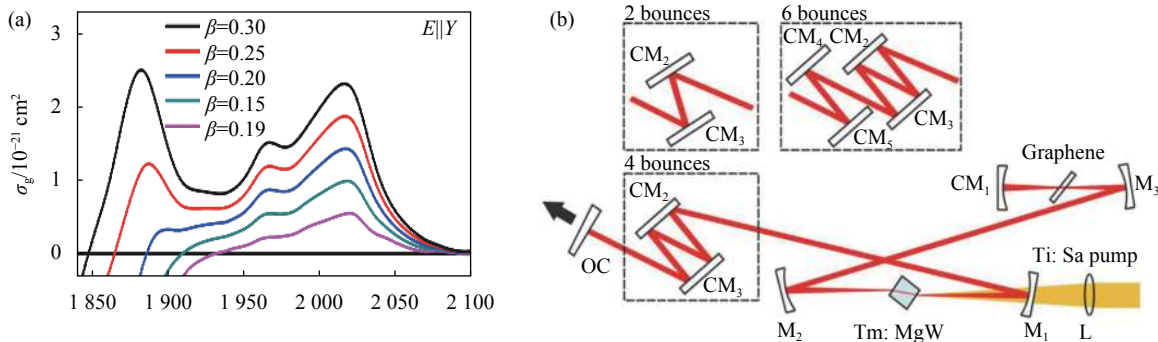 (a)
3
2
1
0
σg/10⁻²¹ cm²
β=0.30
β=0.25
β=0.20
β=0.15
β=0.19
E||Y
1 850
1 900
1 950
2 000
2 050
2 100
(b)
2 bounces
CM₂
CM₃
6 bounces
CM₄
CM₂
CM₃
CM₅
4 bounces
CM₂
CM₃
OC
Graphene
CM₁
M₃
Ti: Sa pump
M₂
Tm: MgW
M₁
L